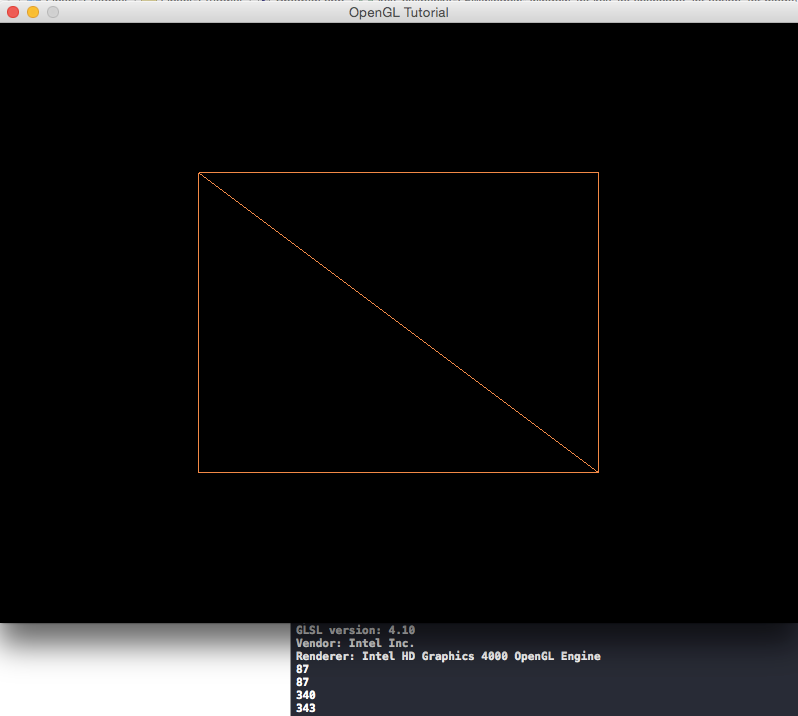 OpenGL Tutorial
GLSL version: 4.10
Vendor: Intel Inc.
Renderer: Intel HD Graphics 4000 OpenGL Engine
87
87
340
343